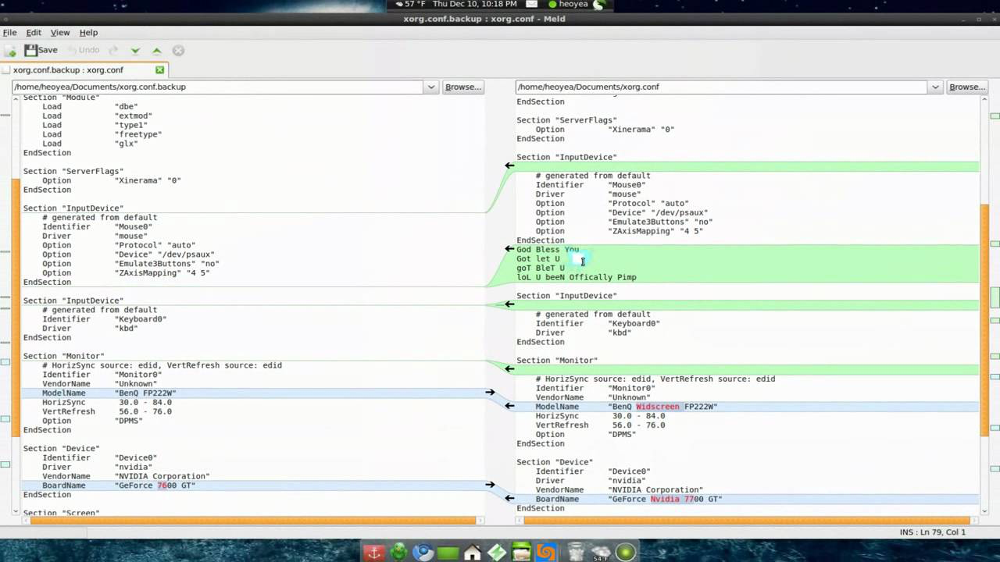 57 °F Thu Dec 10, 10:18 PM heoyea
xorg.conf.backup : xorg.conf - Meld
File Edit View Help
Save Undo
xorg.conf.backup : xorg.conf
/home/heoyea/Documents/xorg.conf.backup Browse...
Section "Module"
Load "dbe"
Load "extmod"
Load "type1"
Load "freetype"
Load "glx"
EndSection
Section "ServerFlags"
Option "Xinerama" "0"
EndSection
Section "InputDevice"
# generated from default
Identifier "Mouse0"
Driver "mouse"
Option "Protocol" "auto"
Option "Device" "/dev/psaux"
Option "Emulate3Buttons" "no"
Option "ZAxisMapping" "4 5"
EndSection
Section "InputDevice"
# generated from default
Identifier "Keyboard0"
Driver "kbd"
EndSection
Section "Monitor"
# HorizSync source: edid, VertRefresh source: edid
Identifier "Monitor0"
VendorName "Unknown"
ModelName "BenQ FP222W"
HorizSync 30.0 - 84.0
VertRefresh 56.0 - 76.0
Option "DPMS"
EndSection
Section "Device"
Identifier "Device0"
Driver "nvidia"
VendorName "NVIDIA Corporation"
BoardName "GeForce 7600 GT"
EndSection
Section "Screen"
/home/heoyea/Documents/xorg.conf Browse...
EndSection
Section "ServerFlags"
Option "Xinerama" "0"
EndSection
Section "InputDevice"
# generated from default
Identifier "Mouse0"
Driver "mouse"
Option "Protocol" "auto"
Option "Device" "/dev/psaux"
Option "Emulate3Buttons" "no"
Option "ZAxisMapping" "4 5"
EndSection
God Bless You
Got let U
goT BleT U
loL U beeN Offically Pimp
Section "InputDevice"
# generated from default
Identifier "Keyboard0"
Driver "kbd"
EndSection
Section "Monitor"
# HorizSync source: edid, VertRefresh source: edid
Identifier "Monitor0"
VendorName "Unknown"
ModelName "BenQ Widscreen FP222W"
HorizSync 30.0 - 84.0
VertRefresh 56.0 - 76.0
Option "DPMS"
EndSection
Section "Device"
Identifier "Device0"
Driver "nvidia"
VendorName "NVIDIA Corporation"
BoardName "GeForce Nvidia 7700 GT"
EndSection
INS : Ln 79, Col 1
54°F